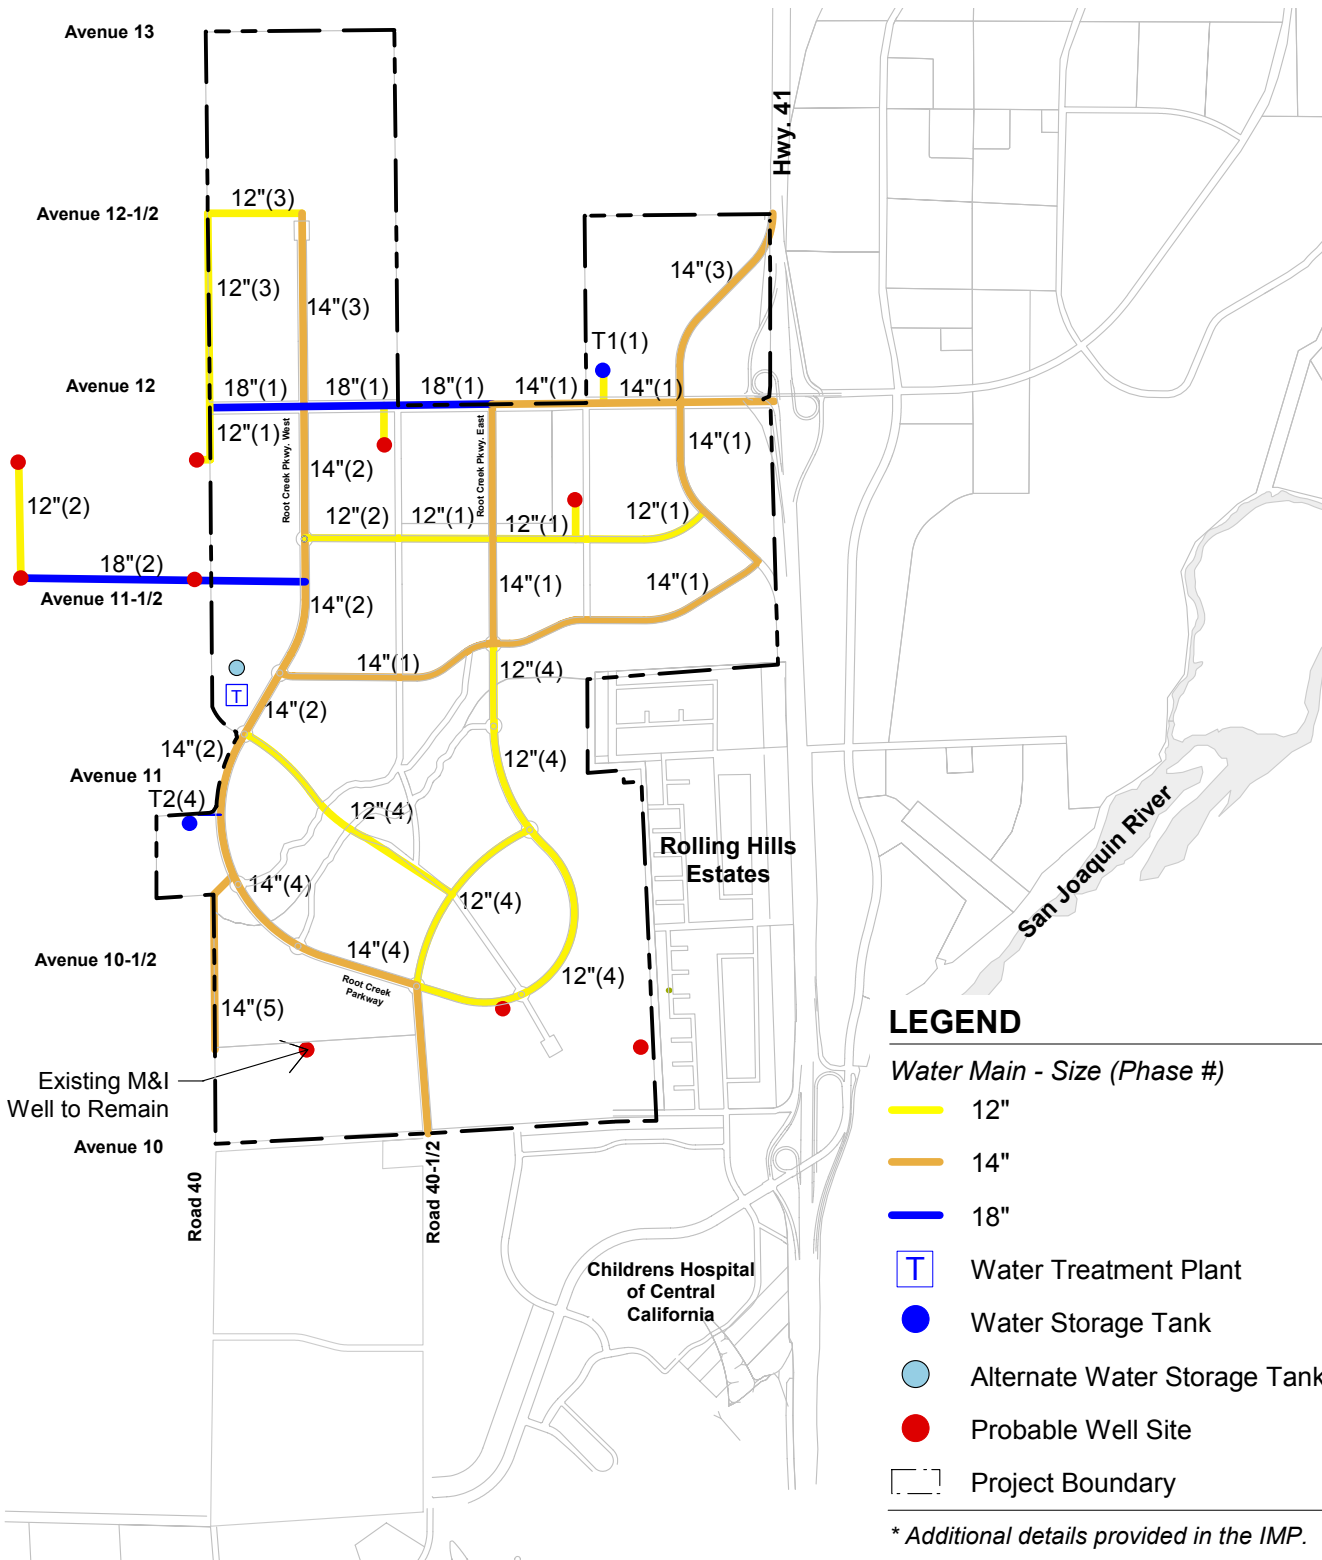 Avenue 13
Hwy. 41
12"(3)
Avenue 12-1/2
14"(3)
12"(3)
14"(3)
T1(1)
Avenue 12
18"(1)
18"(1)
18"(1)
14"(1)
14"(1)
12"(1)
Root Creek Pkwy. West
14"(2)
Root Creek Pkwy. East
14"(1)
12"(2)
12"(2)
12"(1)
12"(1)
12"(1)
18"(2)
Avenue 11-1/2
14"(2)
14"(1)
14"(1)
14"(1)
12"(4)
T
14"(2)
14"(2)
12"(4)
Avenue 11
T2(4)
12"(4)
Rolling Hills
Estates
San Joaquin River
14"(4)
12"(4)
14"(4)
Avenue 10-1/2
12"(4)
Root Creek
Parkway
14"(5)
Existing M&I
Well to Remain
Avenue 10
Road 40
Road 40-1/2
Childrens Hospital
of Central
California
LEGEND
Water Main - Size (Phase #)
12"
14"
18"
T
Water Treatment Plant
Water Storage Tank
Alternate Water Storage Tank
Probable Well Site
Project Boundary
* Additional details provided in the IMP.